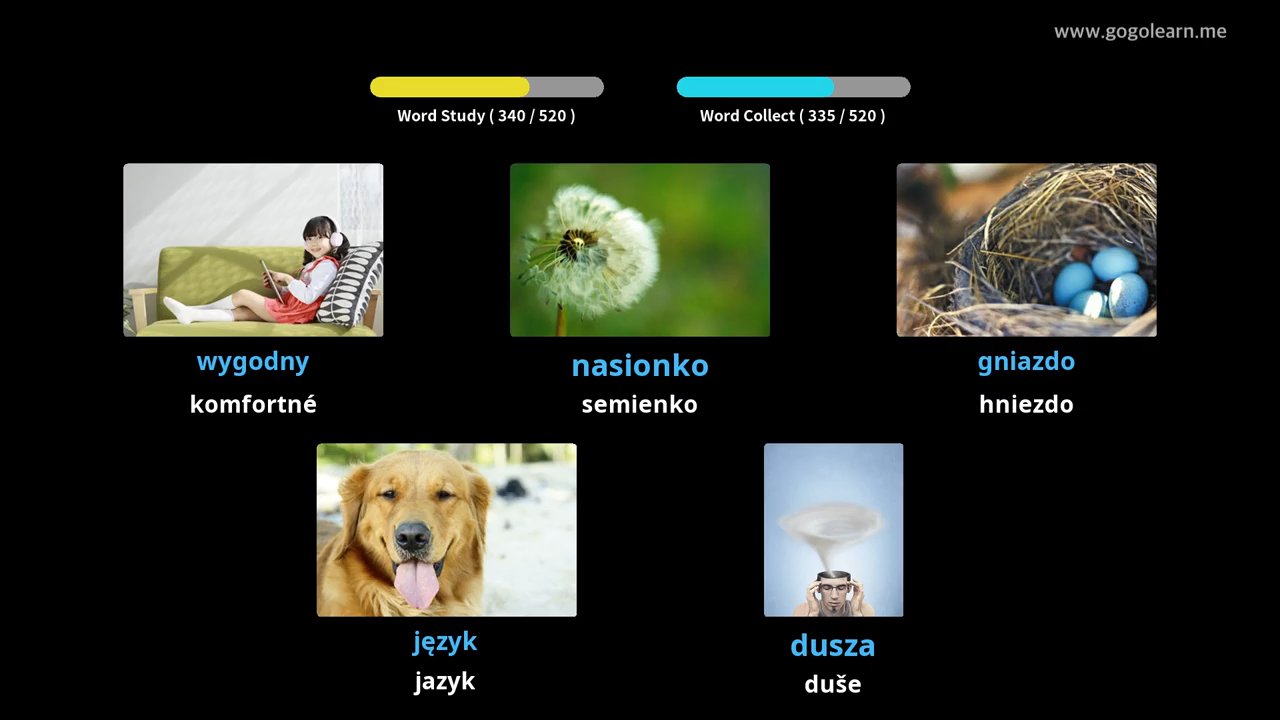 www.gogolearn.me
Word Study ( 340 / 520 )
Word Collect ( 335 / 520 )
wygodny
nasionko
gniazdo
komfortné
semienko
hniezdo
język
dusza
jazyk
duše